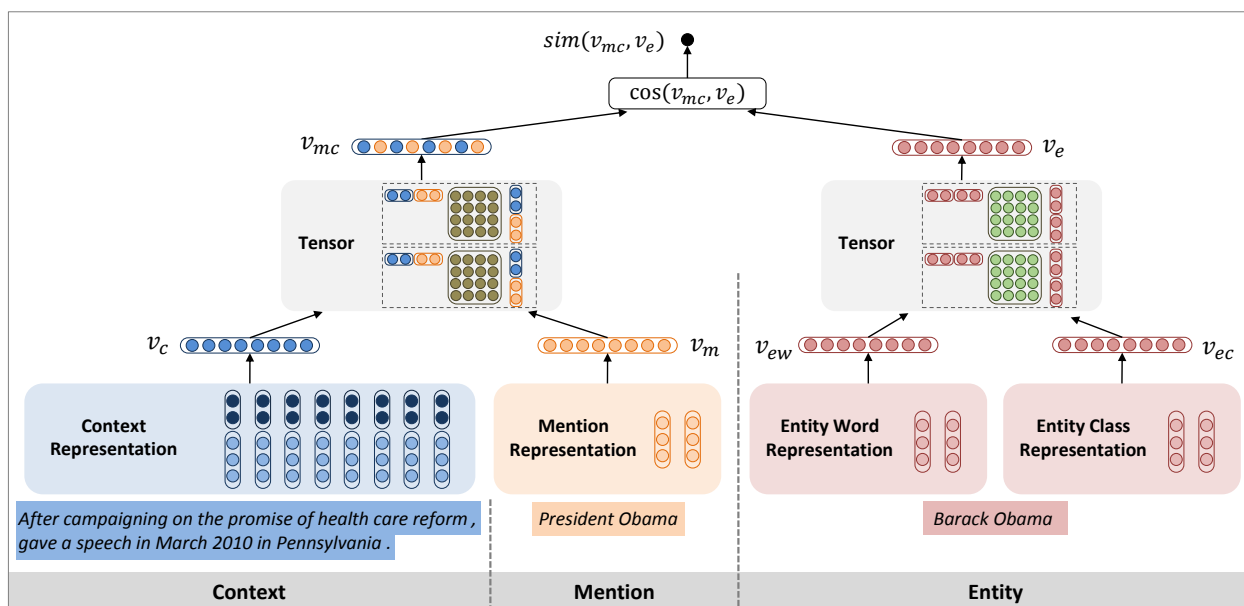 sim(v_mc, v_e)
cos(v_mc, v_e)
v_mc
v_e
Tensor
Tensor
v_c
v_m
v_ew
v_ec
Context
Representation
Mention
Representation
Entity Word
Representation
Entity Class
Representation
After campaigning on the promise of health care reform ,
gave a speech in March 2010 in Pennsylvania .
President Obama
Barack Obama
Context
Mention
Entity